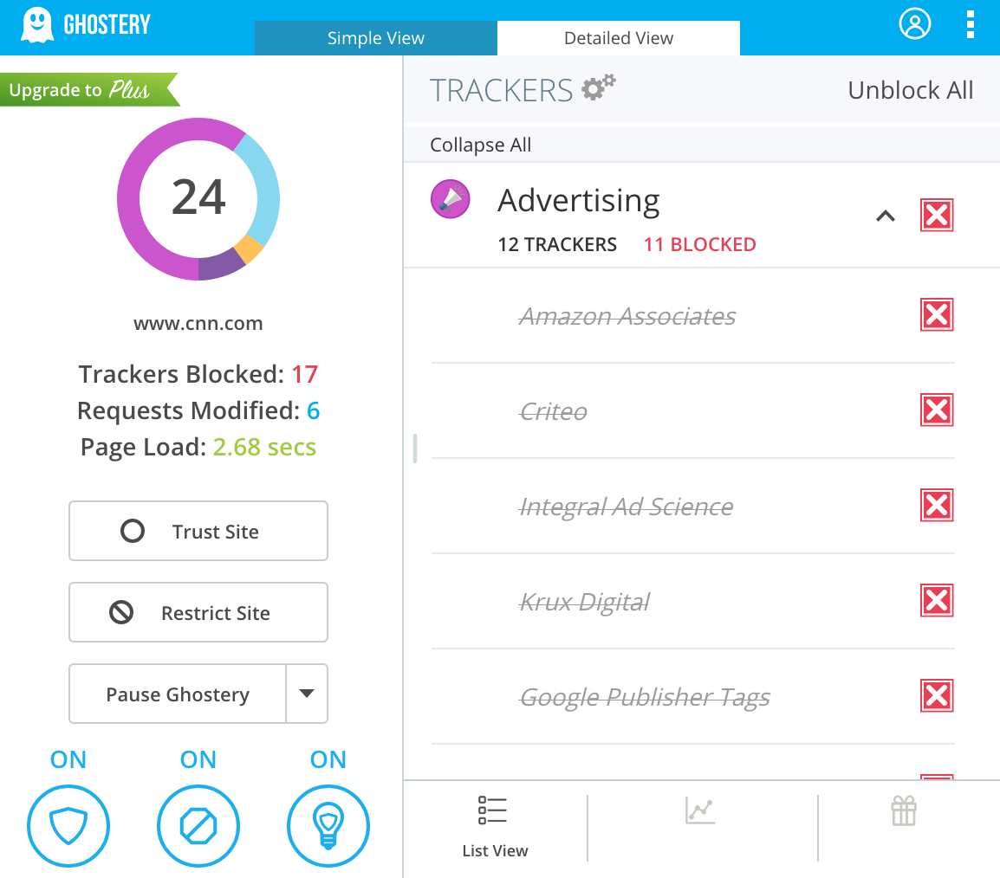 GHOSTERY
Simple View
Detailed View
Upgrade to Plus
24
www.cnn.com
Trackers Blocked: 17
Requests Modified: 6
Page Load: 2.68 secs
Trust Site
Restrict Site
Pause Ghostery
ON ON ON
TRACKERS
Unblock All
Collapse All
Advertising
12 TRACKERS 11 BLOCKED
Amazon Associates
Criteo
Integral Ad Science
Krux Digital
Google Publisher Tags
List View